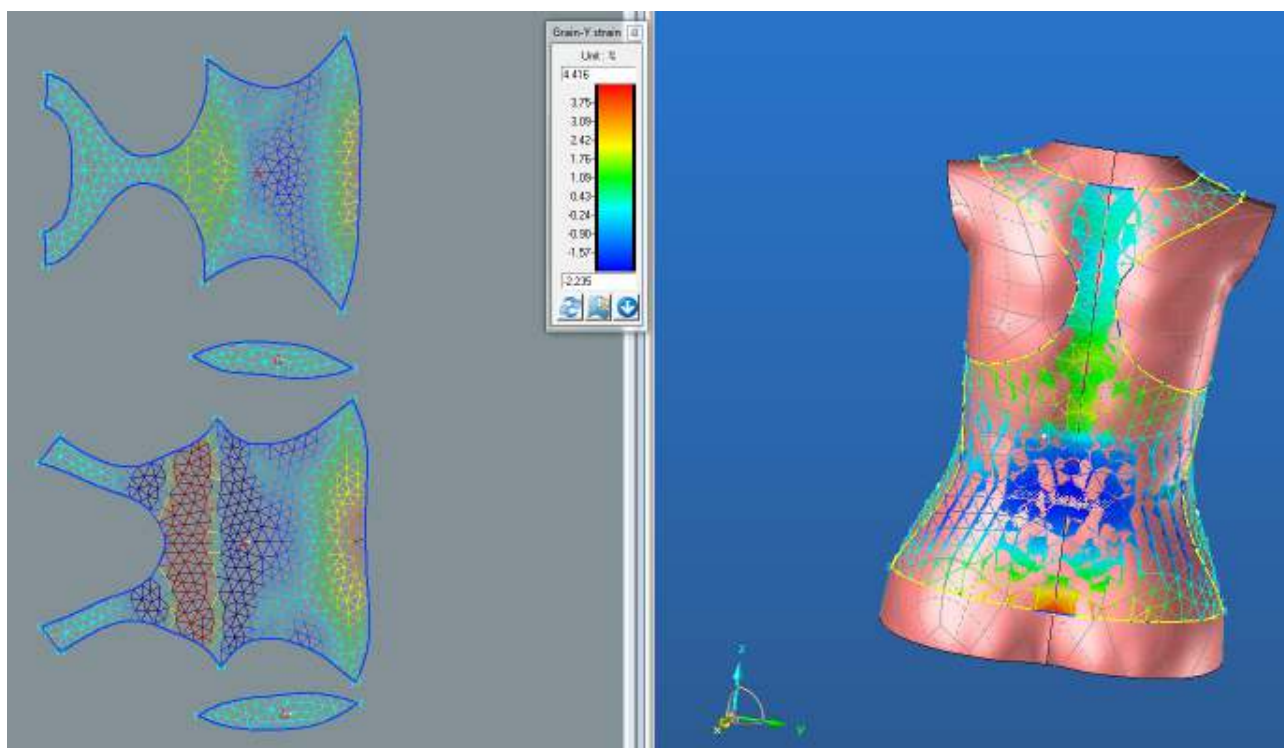 Grain-Y strain
Unit: %
4.416
3.75
3.09
2.42
1.76
1.09
0.43
-0.24
-0.90
-1.57
-2.235
z
x
y